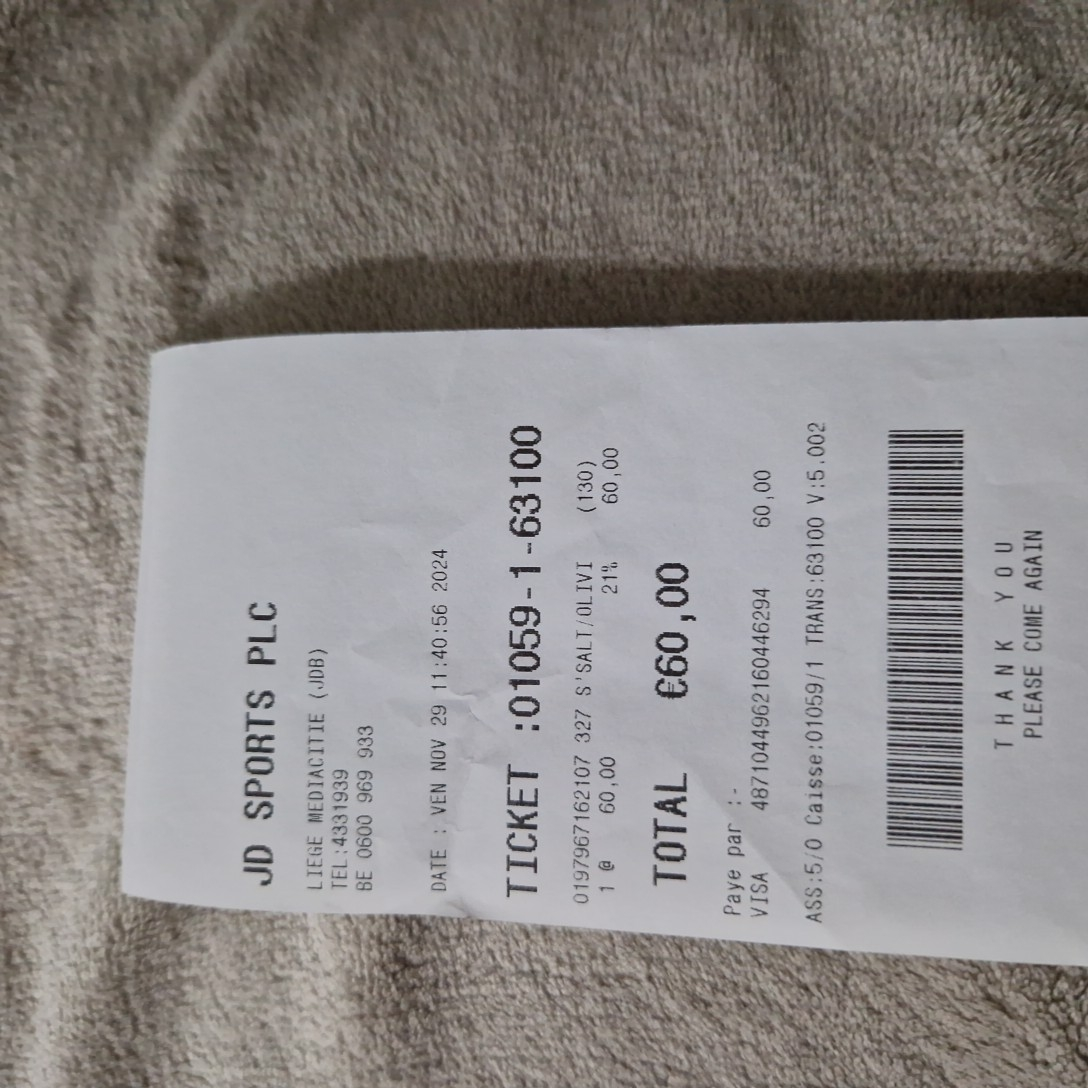 JD SPORTS PLC
LIEGE MEDIACITIE (JDB)
TEL:4331939
BE 0600 969 933
DATE : VEN NOV 29 11:40:56 2024
TICKET :01059-1-63100
0197967162107 327 S'SALT/OLIVI (130)
1 @ 60,00 21% 60,00
TOTAL €60,00
Paye par :-
VISA 4871044962160446294 60,00
ASS:5/0 Caisse:01059/1 TRANS:63100 V:5.002
T H A N K Y O U
PLEASE COME AGAIN